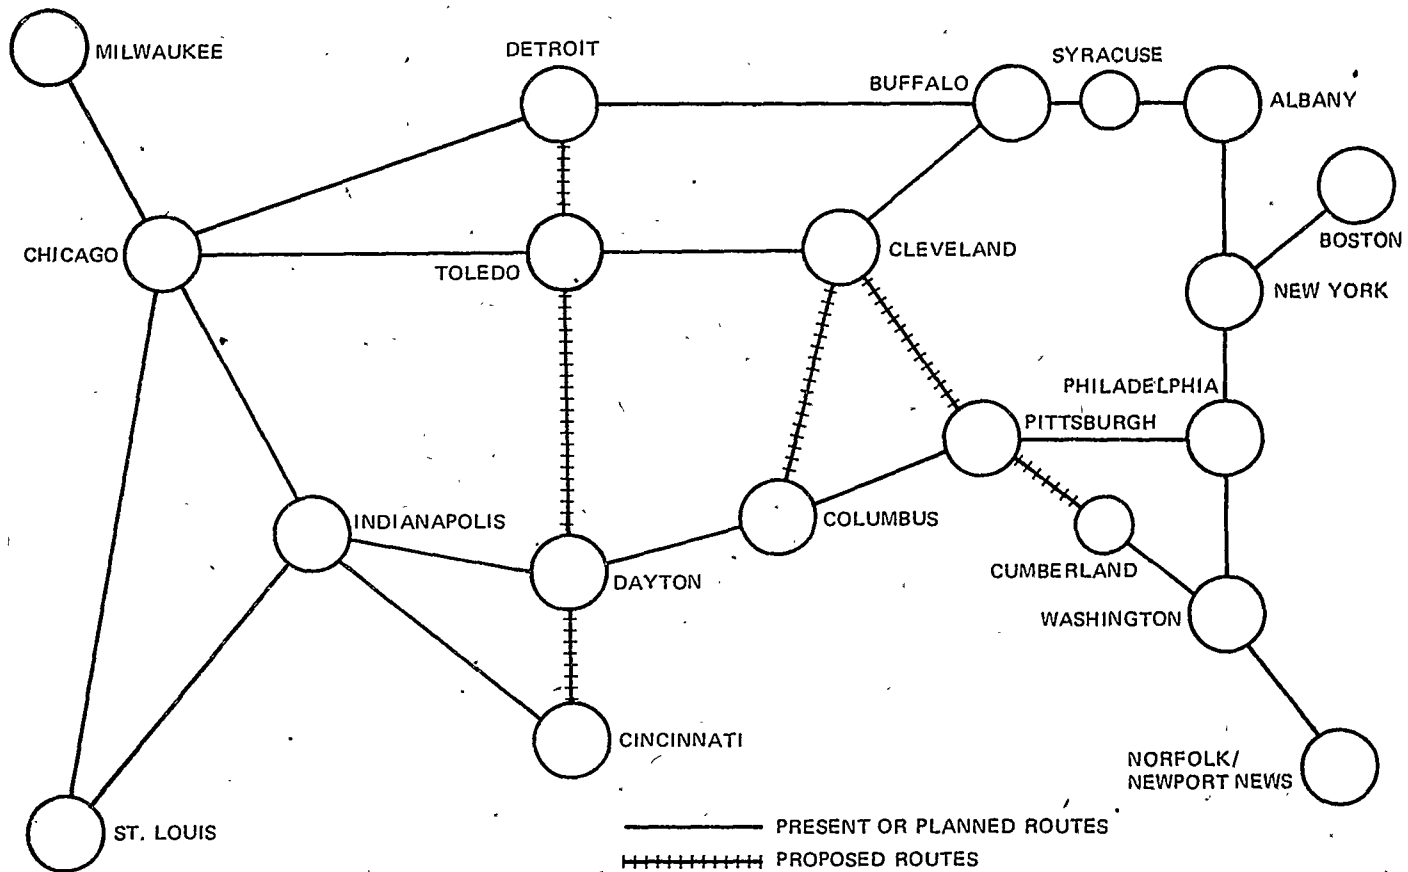 MILWAUKEE
DETROIT
SYRACUSE
BUFFALO
ALBANY
BOSTON
CHICAGO
TOLEDO
CLEVELAND
NEW YORK
PHILADELPHIA
PITTSBURGH
INDIANAPOLIS
COLUMBUS
CUMBERLAND
DAYTON
WASHINGTON
CINCINNATI
NORFOLK/
NEWPORT NEWS
ST. LOUIS
PRESENT OR PLANNED ROUTES
PROPOSED ROUTES